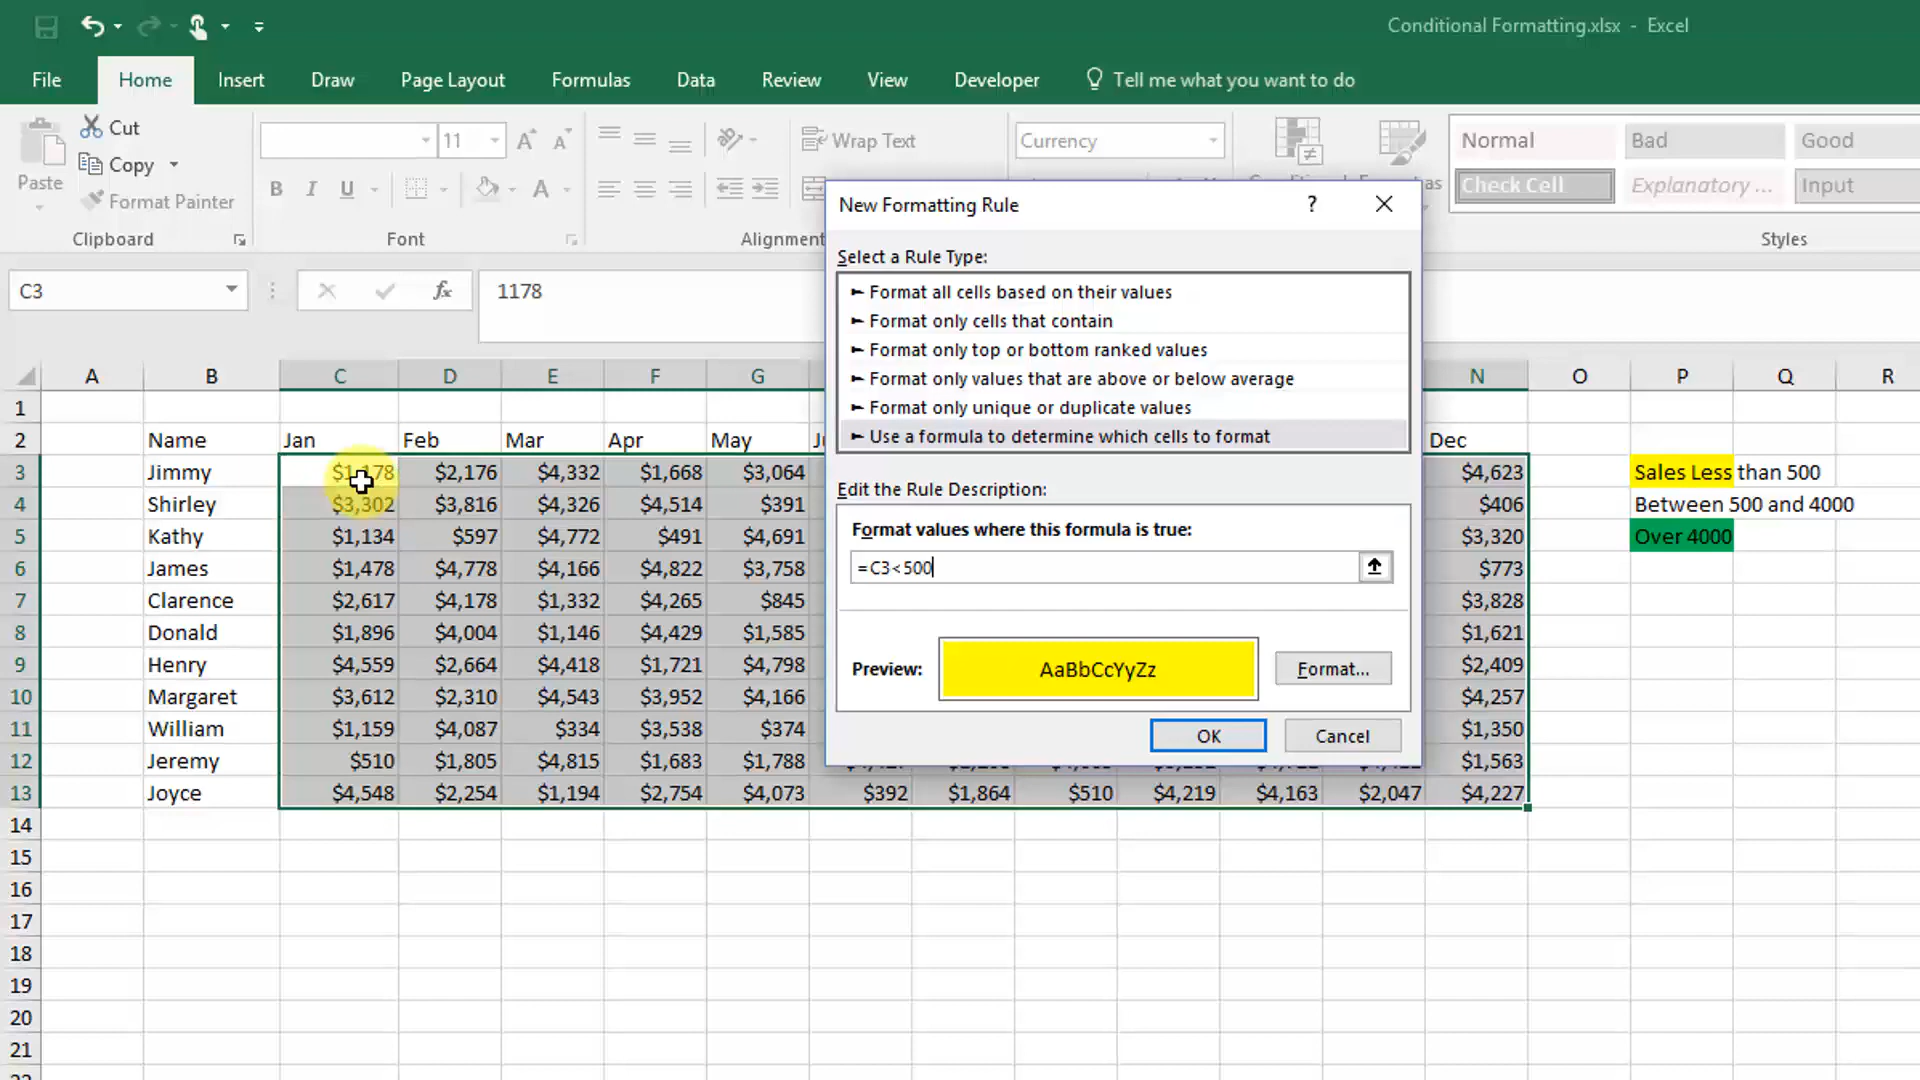 Conditional Formatting.xlsx - Excel
File Home Insert Draw Page Layout Formulas Data Review View Developer Tell me what you want to do
Cut
Copy
Paste
Format Painter
Clipboard
11
B I U A
Font
Wrap Text
Alignment
Currency
Normal Bad Good
Check Cell Explanatory ... Input
Styles
C3 fx 1178
New Formatting Rule ?
Select a Rule Type:
► Format all cells based on their values
► Format only cells that contain
► Format only top or bottom ranked values
► Format only values that are above or below average
► Format only unique or duplicate values
► Use a formula to determine which cells to format
Edit the Rule Description:
Format values where this formula is true:
=C3<500
Preview: AaBbCcYyZz Format...
OK Cancel
A B C D E F G N O P Q R
1
2 Name Jan Feb Mar Apr May Dec
3 Jimmy $1,178 $2,176 $4,332 $1,668 $3,064 $4,623 Sales Less than 500
4 Shirley $3,302 $3,816 $4,326 $4,514 $391 $406 Between 500 and 4000
5 Kathy $1,134 $597 $4,772 $491 $4,691 $3,320 Over 4000
6 James $1,478 $4,778 $4,166 $4,822 $3,758 $773
7 Clarence $2,617 $4,178 $1,332 $4,265 $845 $3,828
8 Donald $1,896 $4,004 $1,146 $4,429 $1,585 $1,621
9 Henry $4,559 $2,664 $4,418 $1,721 $4,798 $2,409
10 Margaret $3,612 $2,310 $4,543 $3,952 $4,166 $4,257
11 William $1,159 $4,087 $334 $3,538 $374 $1,350
12 Jeremy $510 $1,805 $4,815 $1,683 $1,788 $1,563
13 Joyce $4,548 $2,254 $1,194 $2,754 $4,073 $392 $1,864 $510 $4,219 $4,163 $2,047 $4,227
14
15
16
17
18
19
20
21